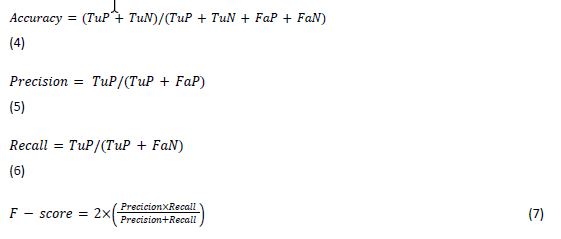 Accuracy = (TuP + TuN)/(TuP + TuN + FaP + FaN)
(4)
Precision = TuP/(TuP + FaP)
(5)
Recall = TuP/(TuP + FaN)
(6)
F − score = 2×(Precicion×Recall / Precision+Recall) (7)